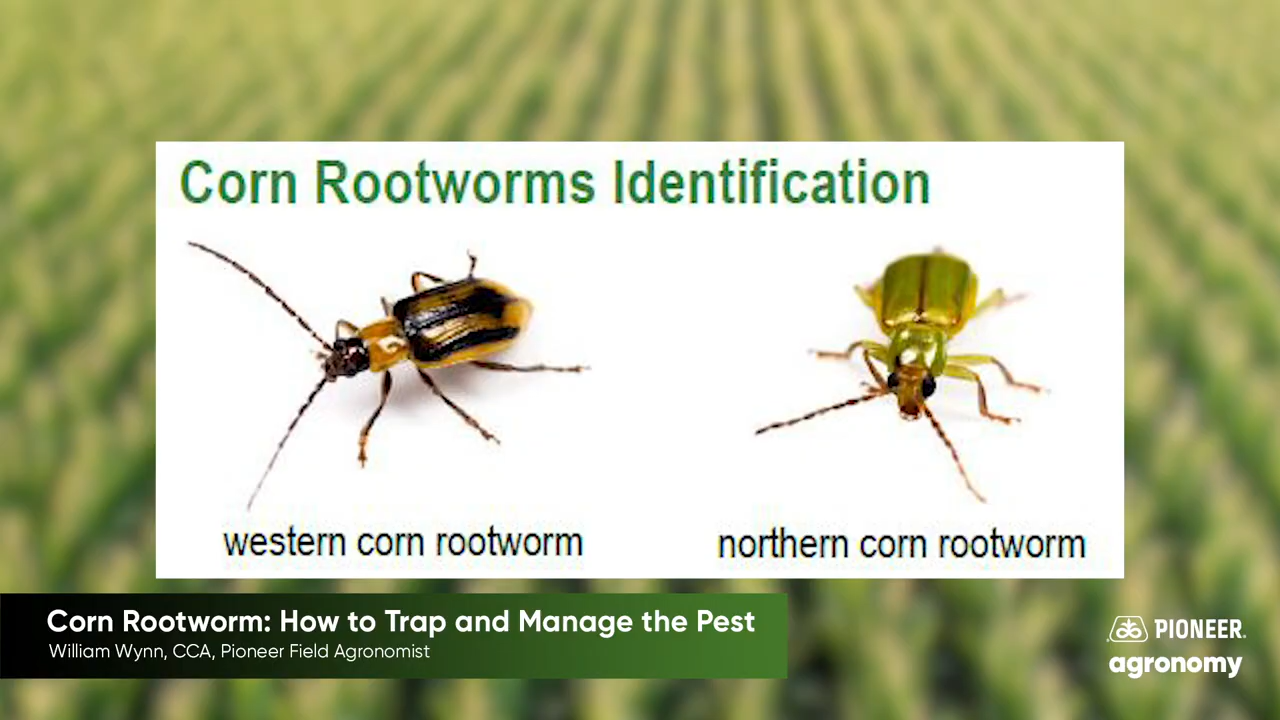 Corn Rootworms Identification
western corn rootworm
northern corn rootworm
Corn Rootworm: How to Trap and Manage the Pest
William Wynn, CCA, Pioneer Field Agronomist
PIONEER.
agronomy